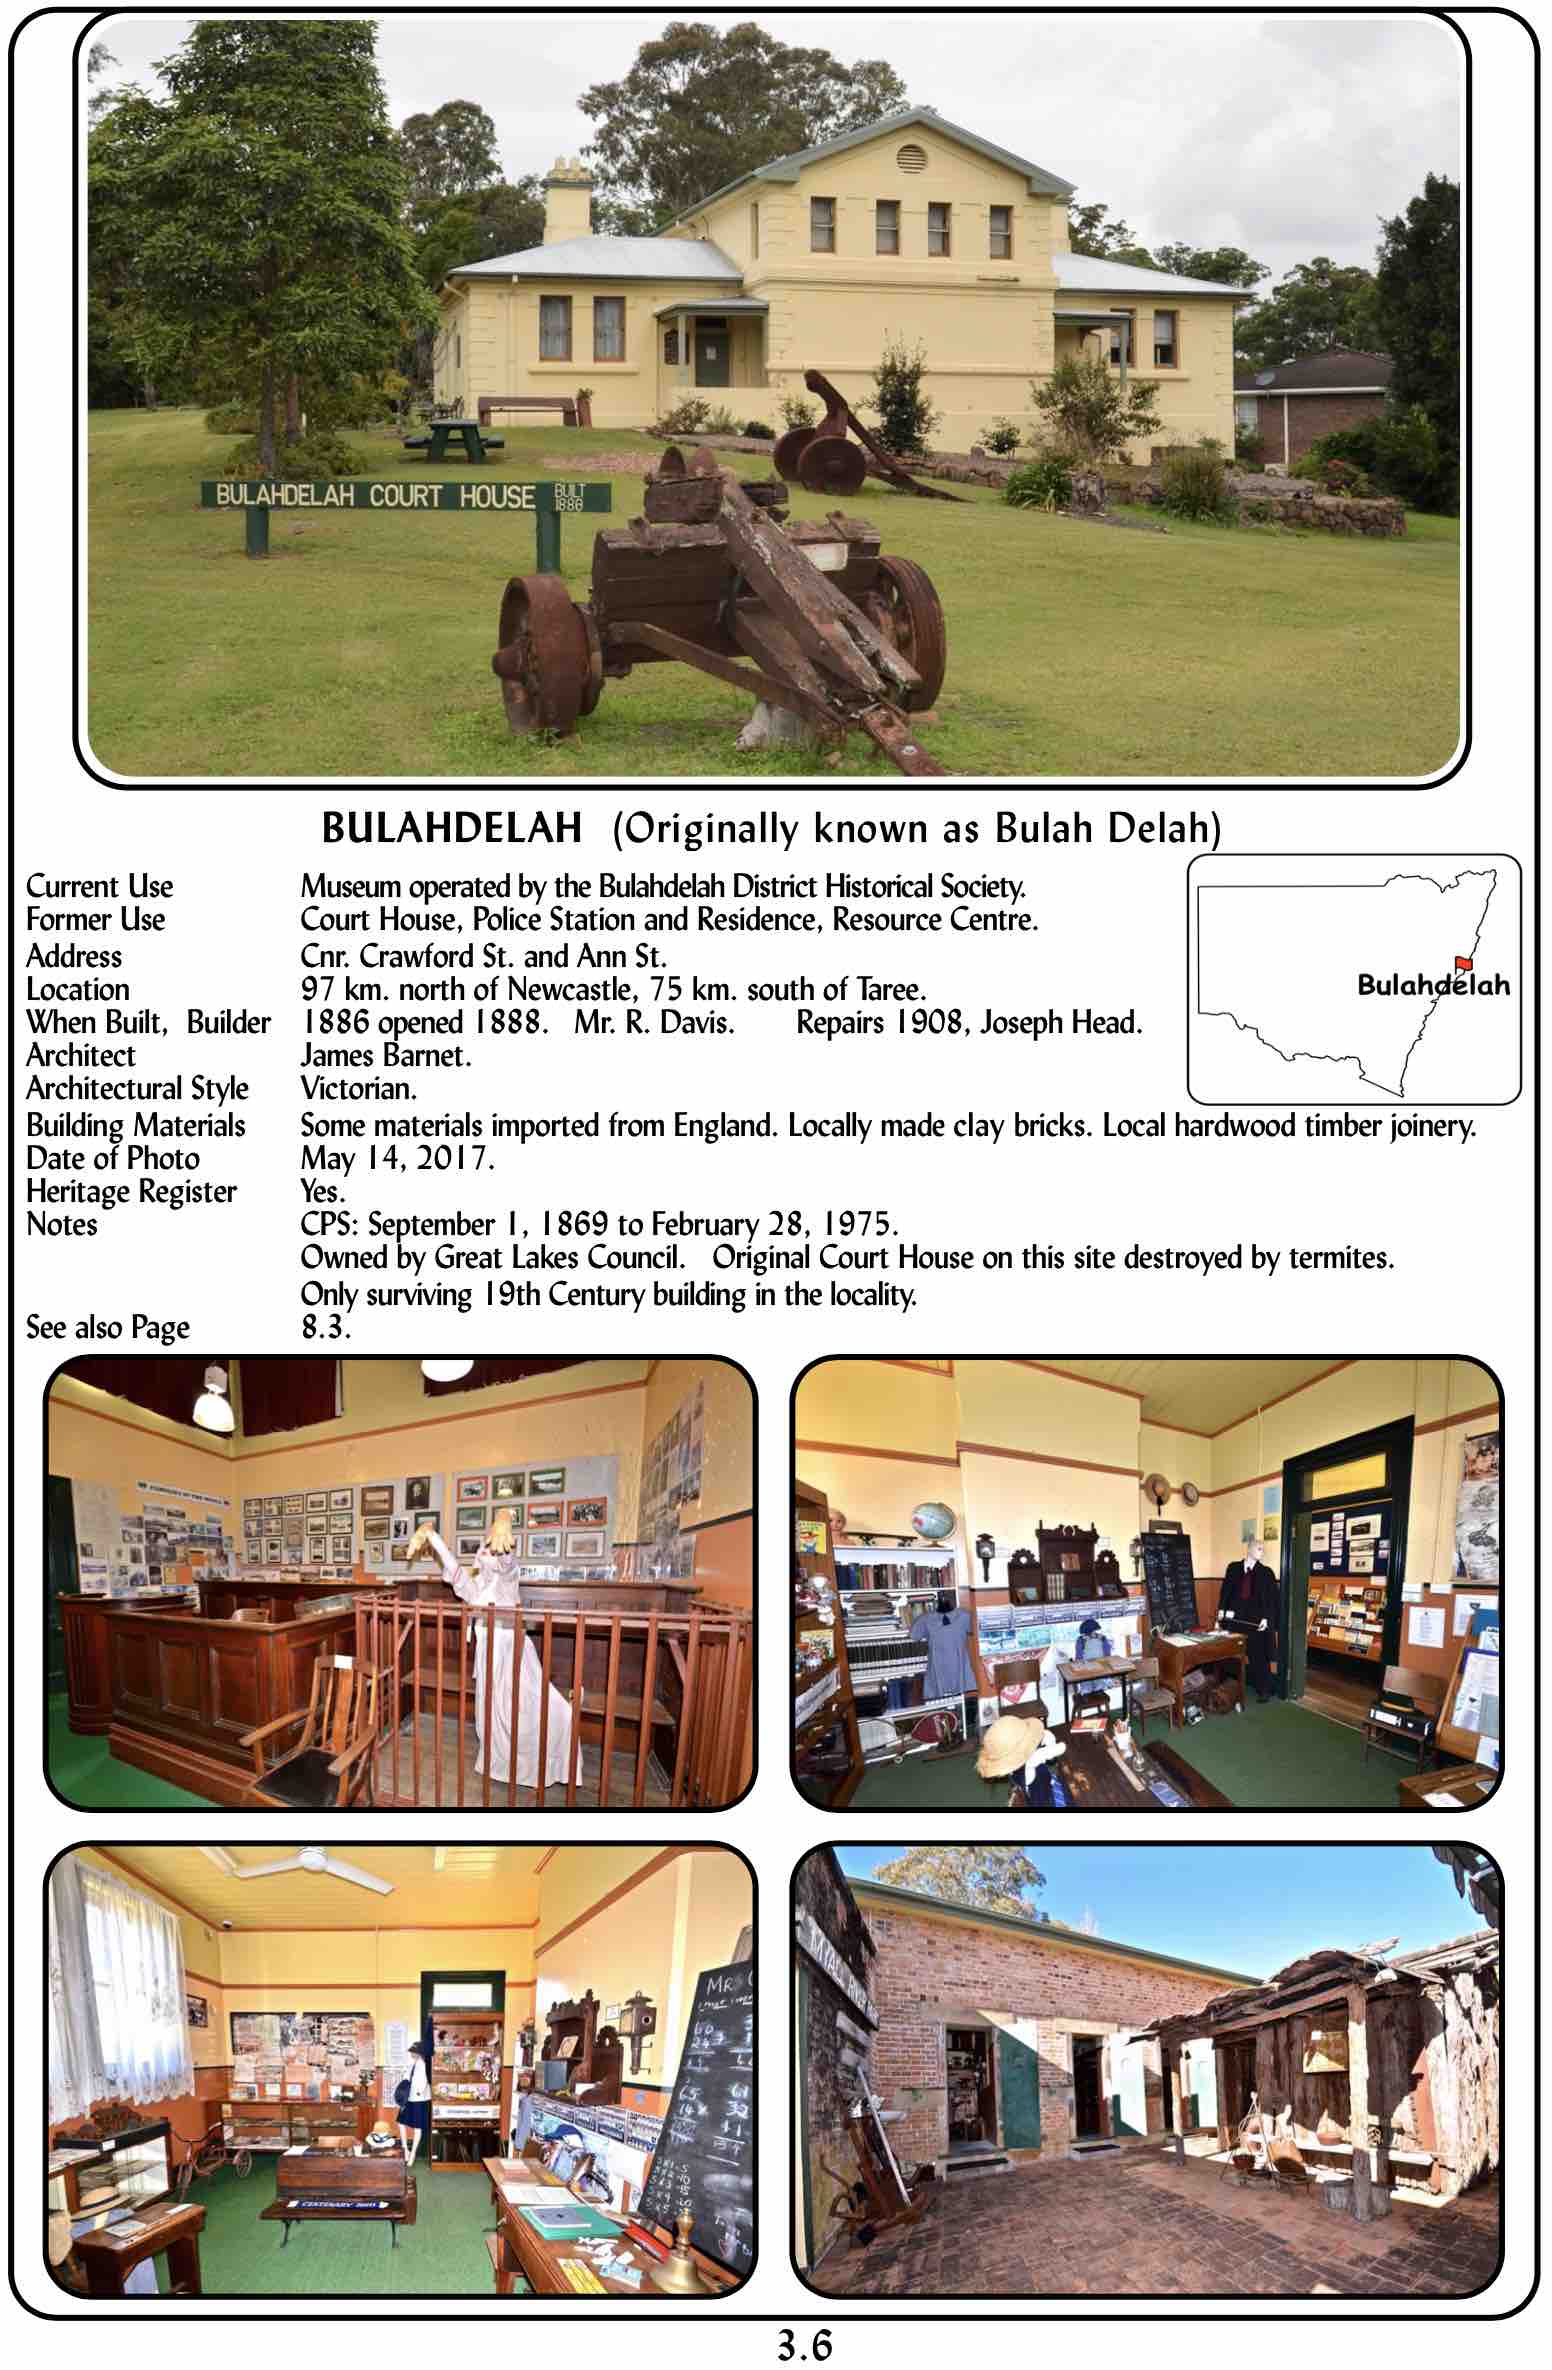 BULAHDELAH COURT HOUSE BUILT 1886
BULAHDELAH (Originally known as Bulah Delah)
Current Use Museum operated by the Bulahdelah District Historical Society.
Former Use Court House, Police Station and Residence, Resource Centre.
Address Cnr. Crawford St. and Ann St.
Location 97 km. north of Newcastle, 75 km. south of Taree.
Bulahdelah
When Built, Builder 1886 opened 1888. Mr. R. Davis. Repairs 1908, Joseph Head.
Architect James Barnet.
Architectural Style Victorian.
Building Materials Some materials imported from England. Locally made clay bricks. Local hardwood timber joinery.
Date of Photo May 14, 2017.
Heritage Register Yes.
Notes CPS: September 1, 1869 to February 28, 1975.
Owned by Great Lakes Council. Original Court House on this site destroyed by termites.
Only surviving 19th Century building in the locality.
See also Page 8.3.
MR
CENTENARY
3.6